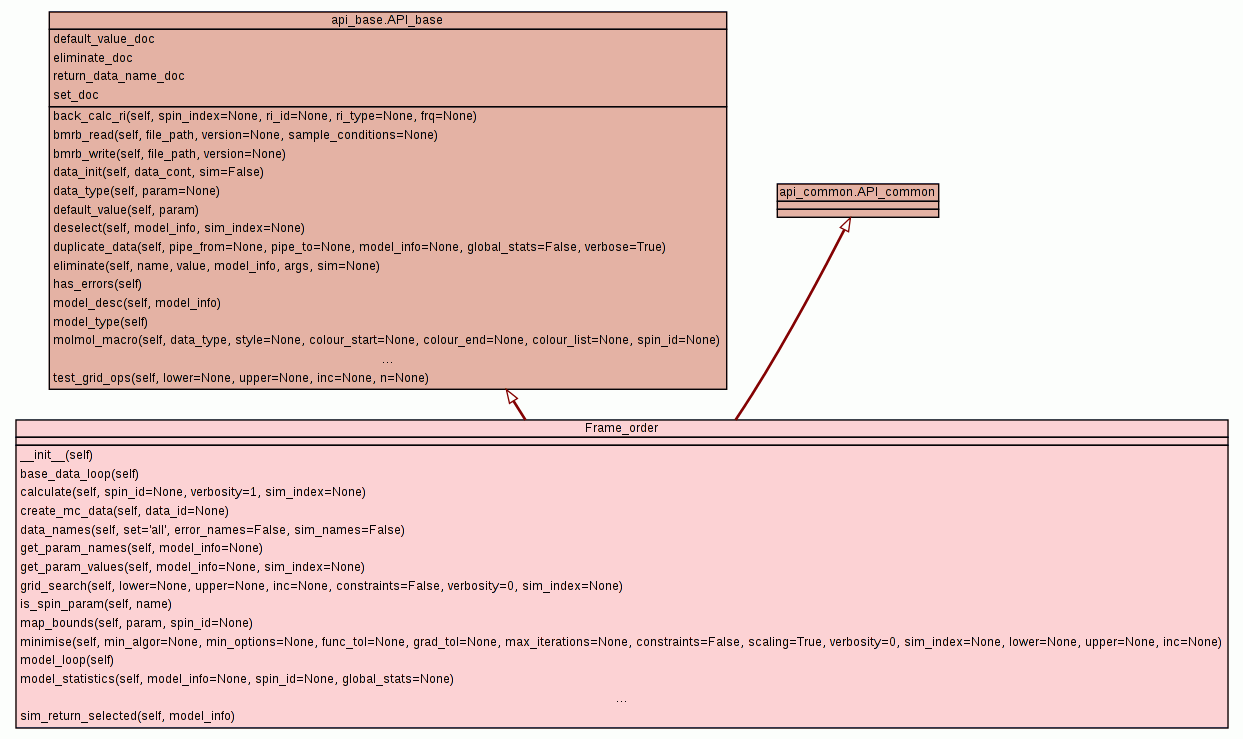 api_base.API_base
default_value_doc
eliminate_doc
return_data_name_doc
set_doc
back_calc_ri(self, spin_index=None, ri_id=None, ri_type=None, frq=None)
bmrb_read(self, file_path, version=None, sample_conditions=None)
bmrb_write(self, file_path, version=None)
data_init(self, data_cont, sim=False)
data_type(self, param=None)
default_value(self, param)
deselect(self, model_info, sim_index=None)
duplicate_data(self, pipe_from=None, pipe_to=None, model_info=None, global_stats=False, verbose=True)
eliminate(self, name, value, model_info, args, sim=None)
has_errors(self)
model_desc(self, model_info)
model_type(self)
molmol_macro(self, data_type, style=None, colour_start=None, colour_end=None, colour_list=None, spin_id=None)
...
test_grid_ops(self, lower=None, upper=None, inc=None, n=None)
api_common.API_common
Frame_order
__init__(self)
base_data_loop(self)
calculate(self, spin_id=None, verbosity=1, sim_index=None)
create_mc_data(self, data_id=None)
data_names(self, set='all', error_names=False, sim_names=False)
get_param_names(self, model_info=None)
get_param_values(self, model_info=None, sim_index=None)
grid_search(self, lower=None, upper=None, inc=None, constraints=False, verbosity=0, sim_index=None)
is_spin_param(self, name)
map_bounds(self, param, spin_id=None)
minimise(self, min_algor=None, min_options=None, func_tol=None, grad_tol=None, max_iterations=None, constraints=False, scaling=True, verbosity=0, sim_index=None, lower=None, upper=None, inc=None)
model_loop(self)
model_statistics(self, model_info=None, spin_id=None, global_stats=None)
...
sim_return_selected(self, model_info)